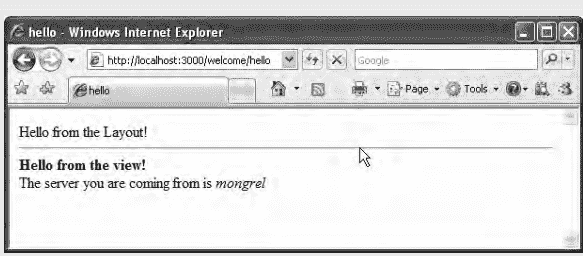 hello - Windows Internet Explorer
http://localhost:3000/welcome/hello
Google
hello
Page
Tools
Hello from the Layout!
Hello from the view!
The server you are coming from is mongrel